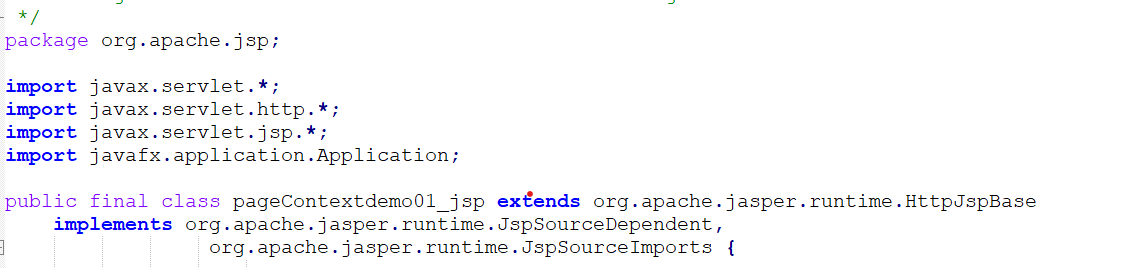 */
package org.apache.jsp;
import javax.servlet.*;
import javax.servlet.http.*;
import javax.servlet.jsp.*;
import javafx.application.Application;
public final class pageContextdemo01_jsp extends org.apache.jasper.runtime.HttpJspBase
implements org.apache.jasper.runtime.JspSourceDependent,
org.apache.jasper.runtime.JspSourceImports {